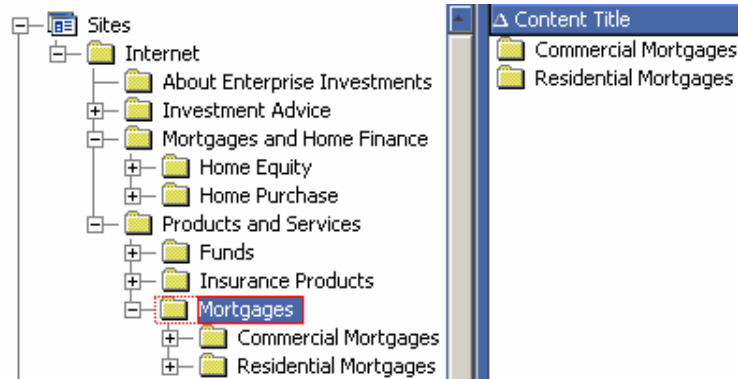 Sites
Internet
About Enterprise Investments
Investment Advice
Mortgages and Home Finance
Home Equity
Home Purchase
Products and Services
Funds
Insurance Products
Mortgages
Commercial Mortgages
Residential Mortgages
Content Title
Commercial Mortgages
Residential Mortgages